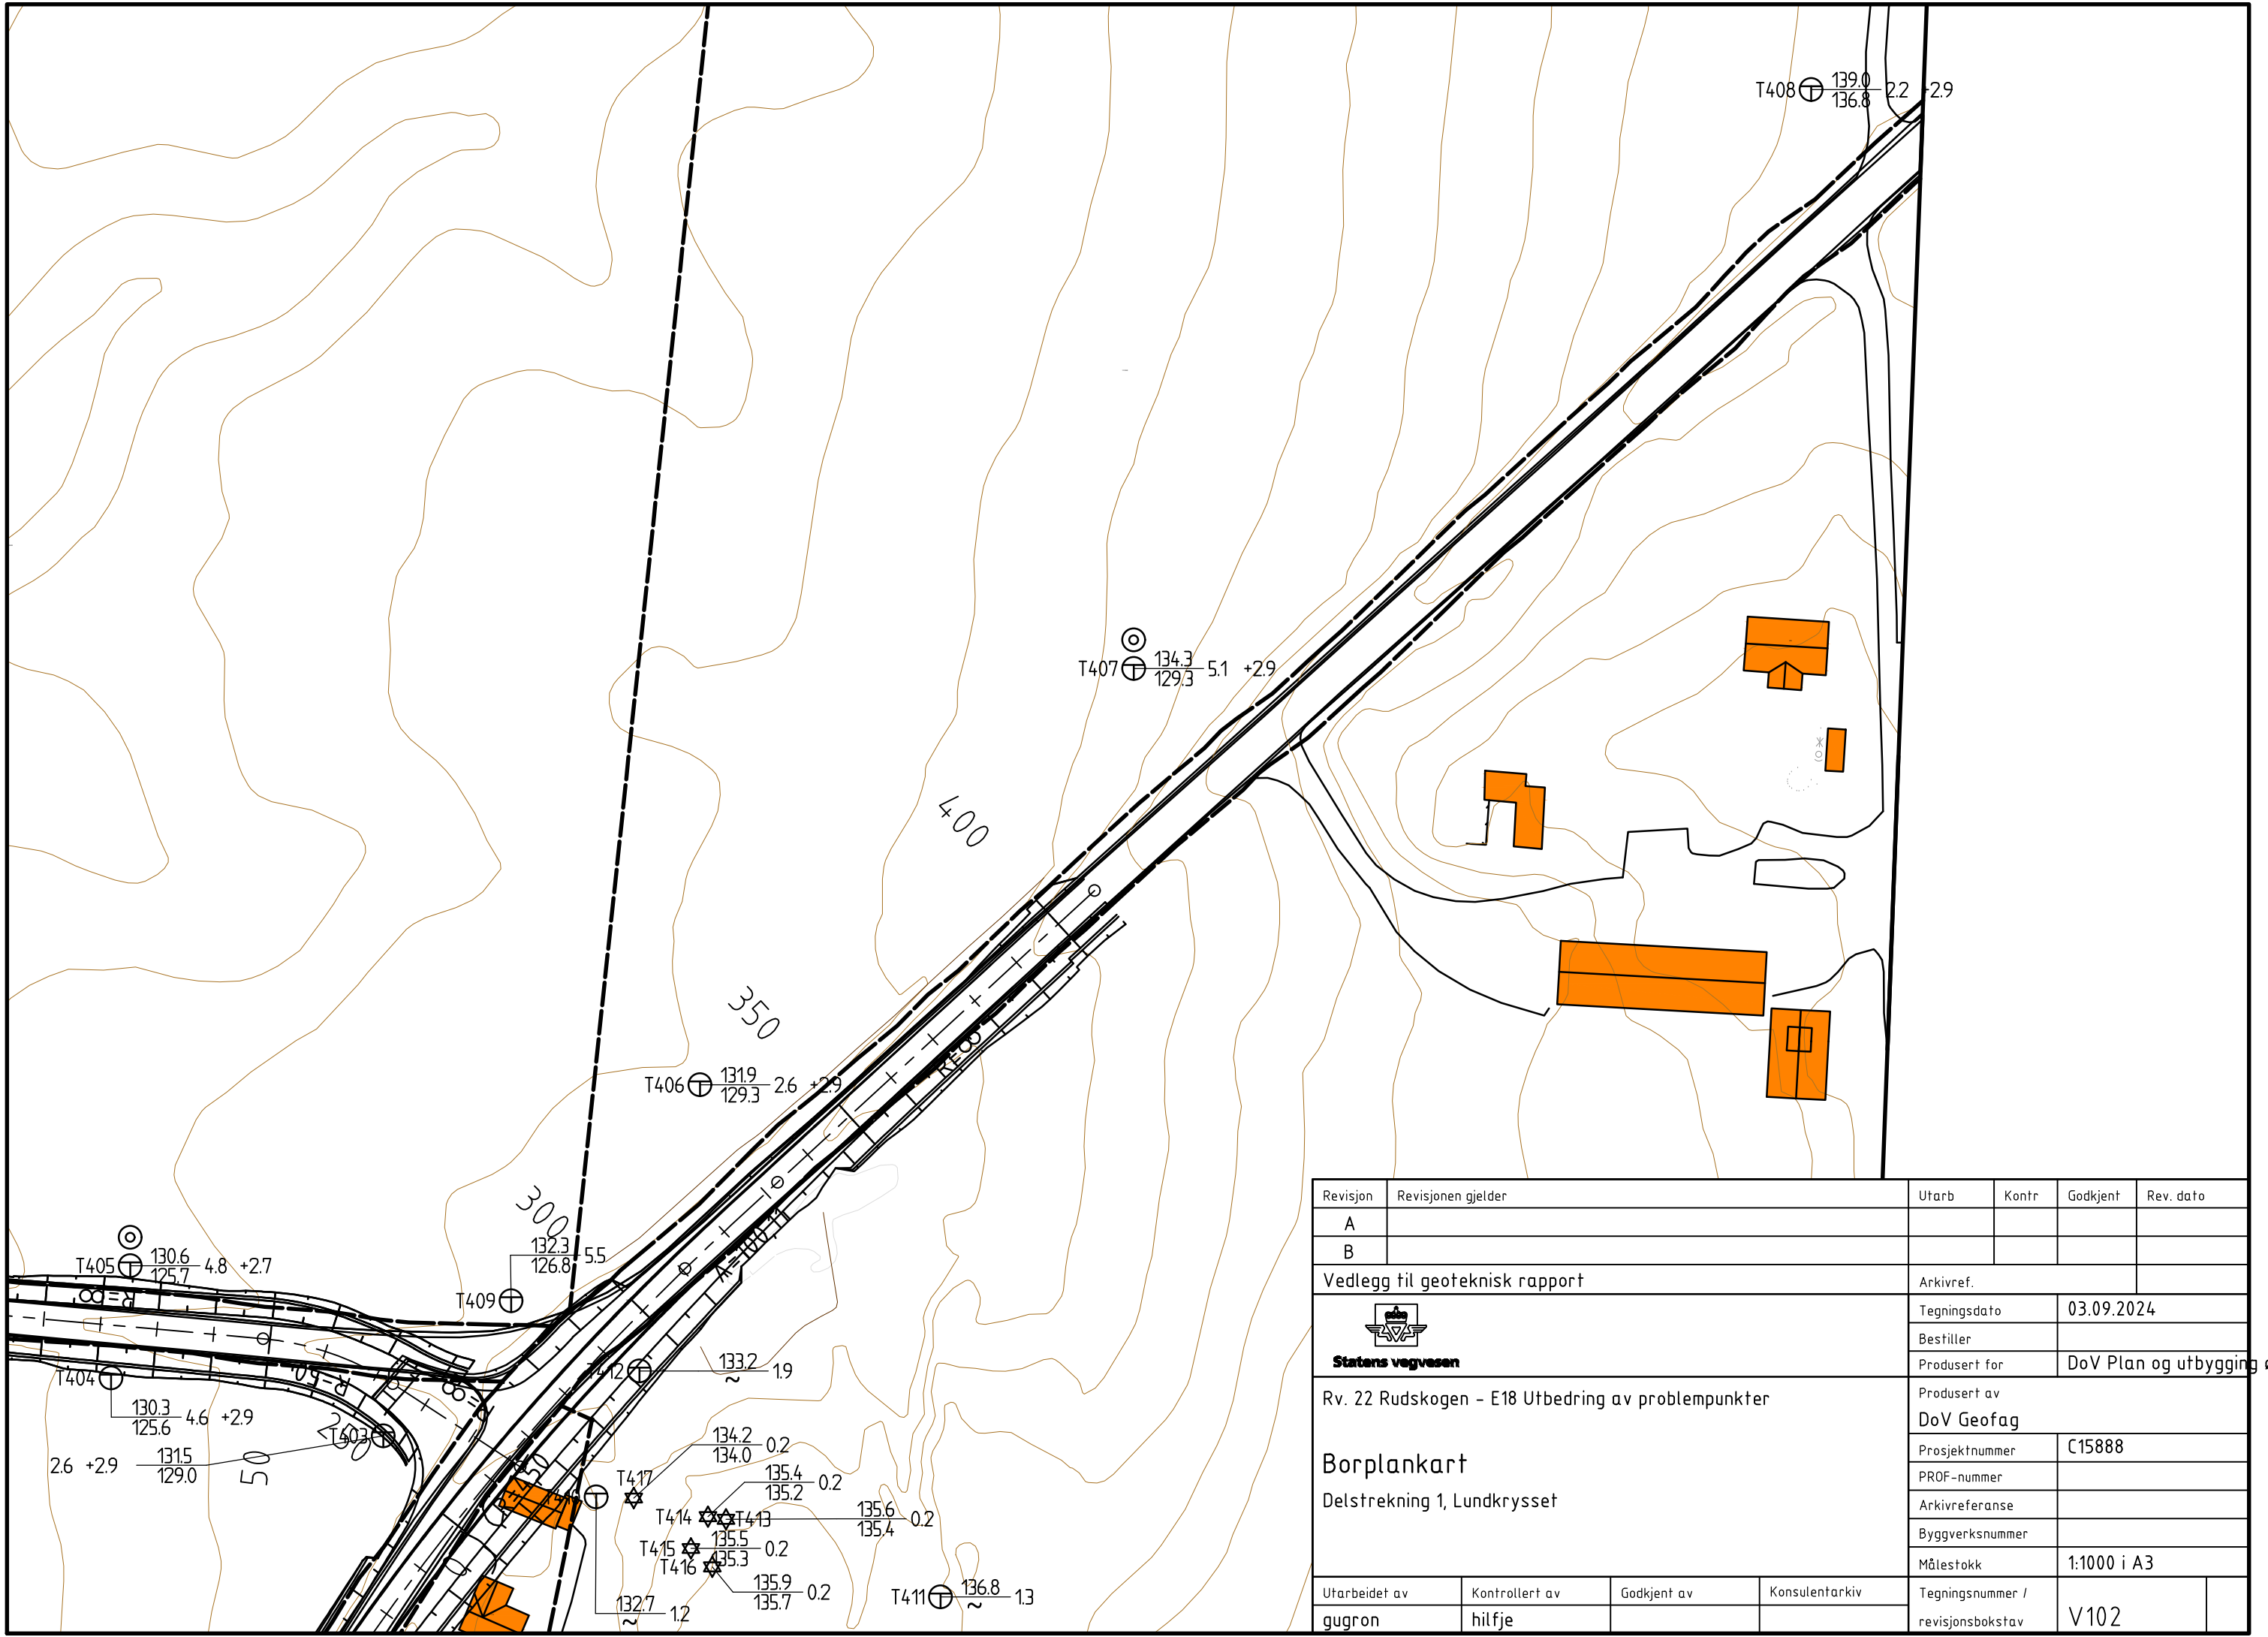 T408 139.0 2.2 +2.9
136.8
T407 134.3 5.1 +2.9
129.3
400
350
T406 131.9 2.6 +2.9
129.3
R=88
300
132.3 5.5
126.8
T409
T405 130.6 4.8 +2.7
125.7
R=88
T404
130.3 4.6 +2.9
125.6
2.6 +2.9 131.5
129.0
T403
50
250
A=100
T412 133.2 1.9
~
134.2 0.2
134.0
T417
135.4 0.2
135.2
T414
T413 135.6 0.2
135.4
T415 135.5 0.2
135.3
T416
135.9 0.2
135.7
T411 136.8 1.3
~
132.7 1.2
~
Revisjon Revisjonen gjelder Utarb Kontr Godkjent Rev. dato
A
B
Vedlegg til geoteknisk rapport Arkivref.
Statens vegvesen
Tegningsdato 03.09.2024
Bestiller
Produsert for DoV Plan og utbygging
Rv. 22 Rudskogen - E18 Utbedring av problempunkter
Produsert av
DoV Geofag
Borplankart
Delstrekning 1, Lundkrysset
Prosjektnummer C15888
PROF-nummer
Arkivreferanse
Byggverksnummer
Målestokk 1:1000 i A3
Utarbeidet av Kontrollert av Godkjent av Konsulentarkiv Tegningsnummer /
gugron hilfje revisjonsbokstav V102